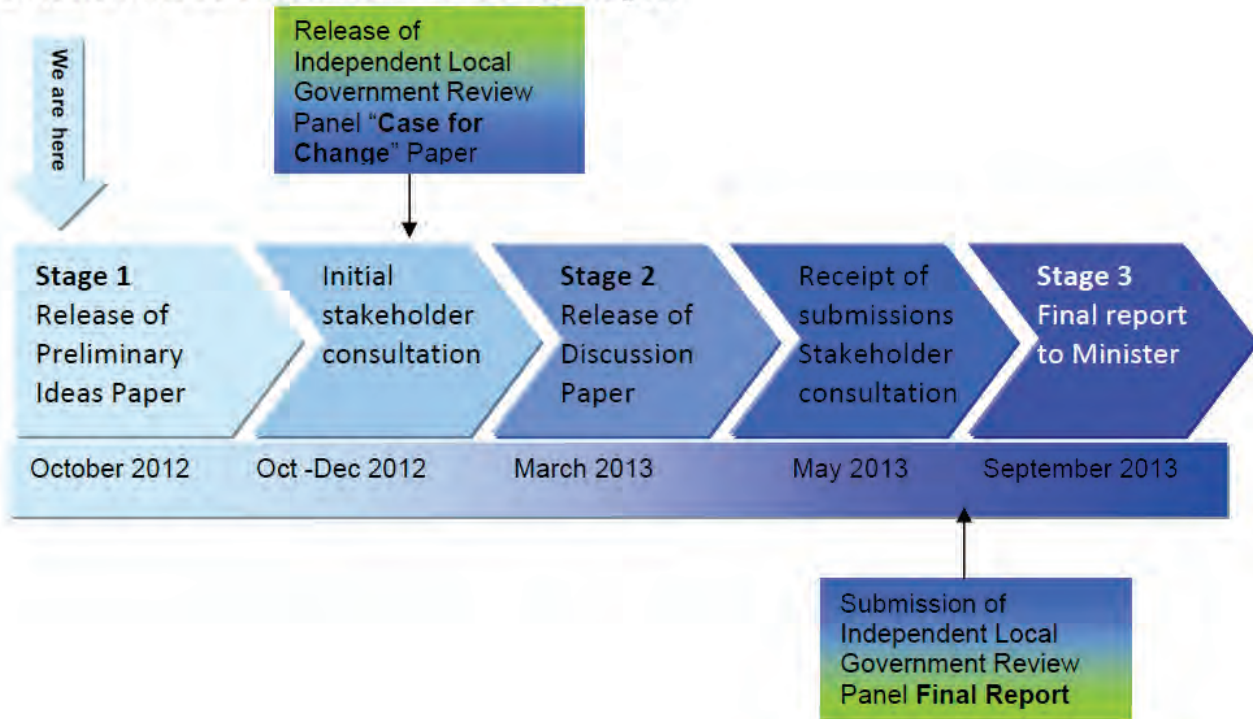 We are here
Release of
Independent Local
Government Review
Panel “Case for
Change” Paper
Stage 1
Release of
Preliminary
Ideas Paper
Initial
stakeholder
consultation
Stage 2
Release of
Discussion
Paper
Receipt of
submissions
Stakeholder
consultation
Stage 3
Final report
to Minister
October 2012
Oct -Dec 2012
March 2013
May 2013
September 2013
Submission of
Independent Local
Government Review
Panel Final Report